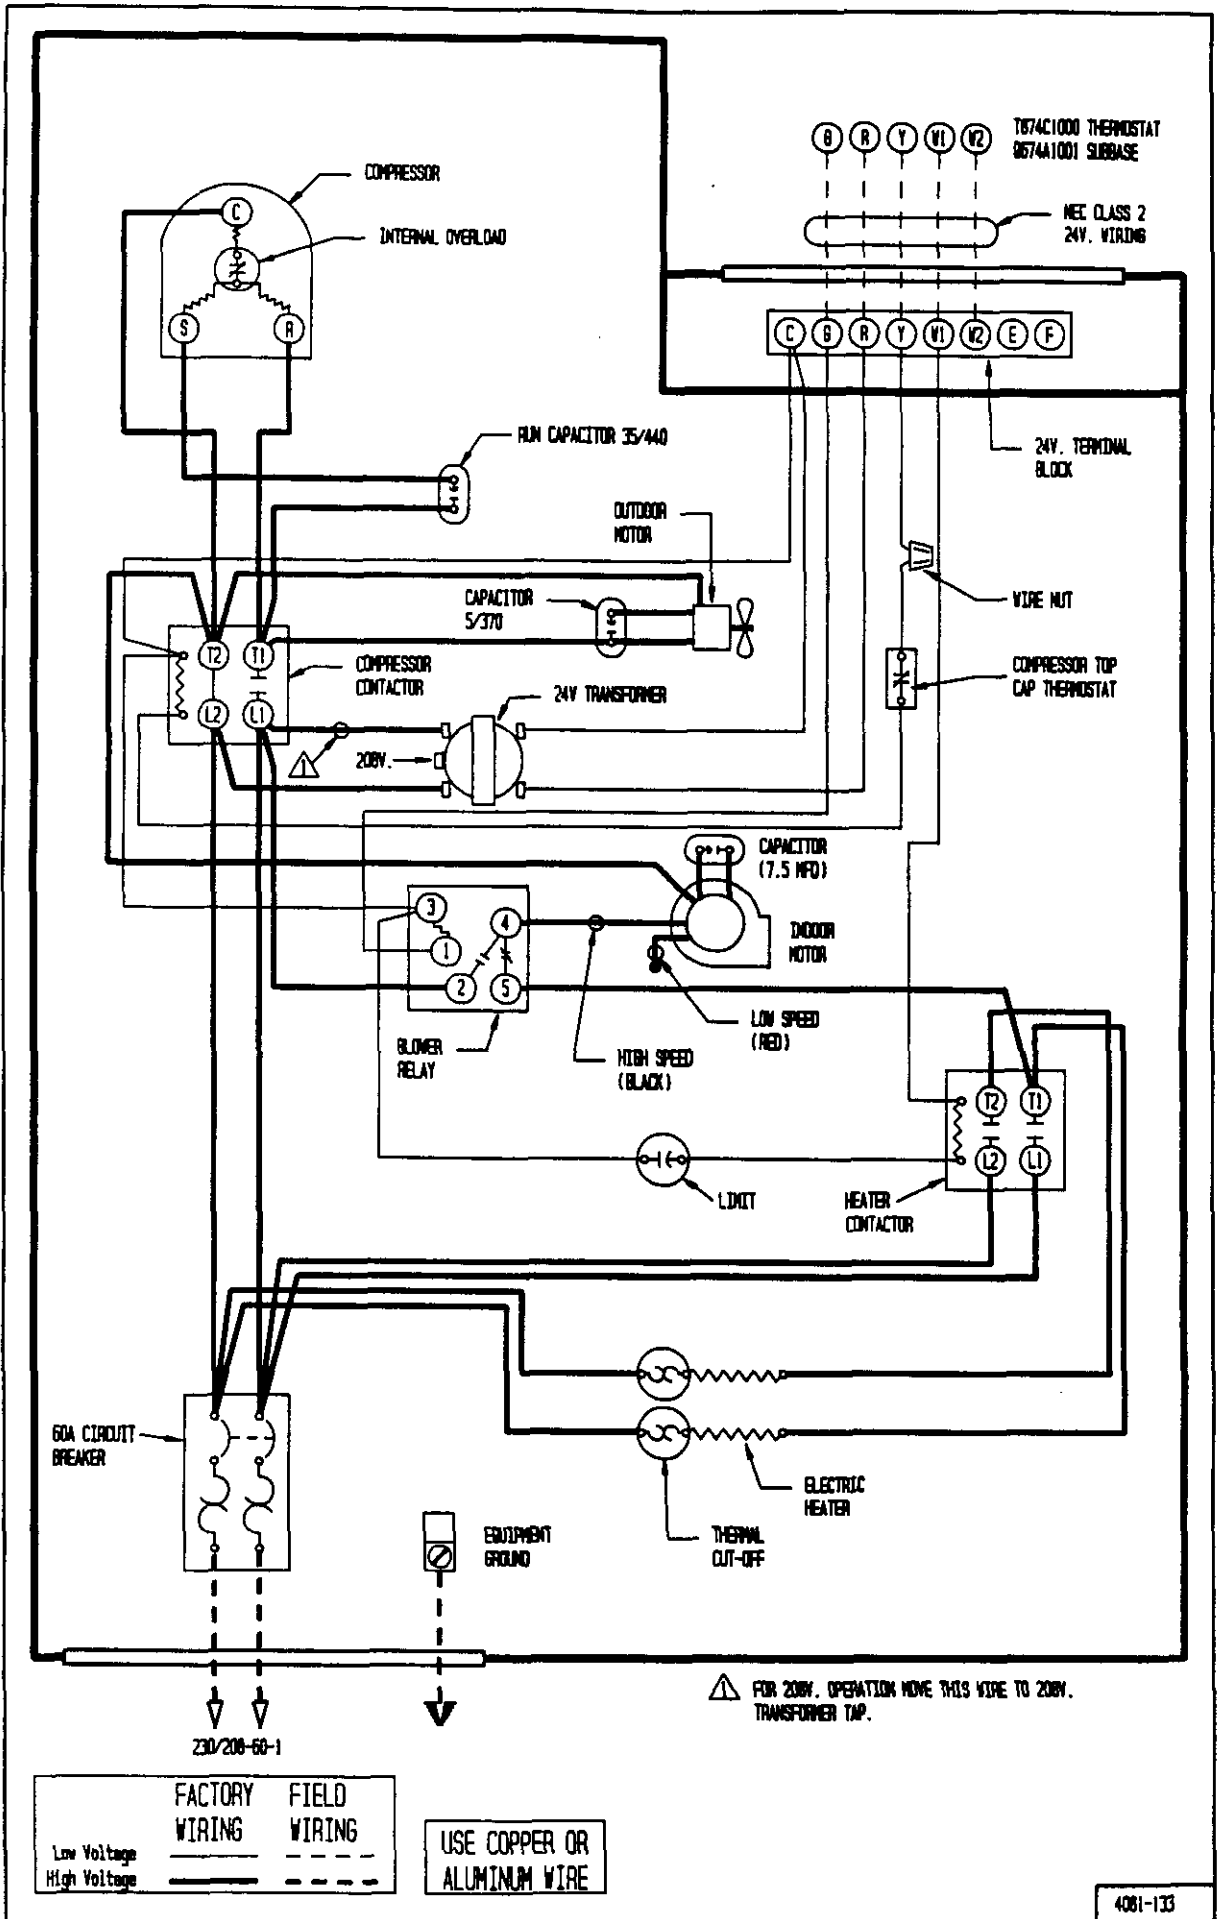 G R Y W1 W2
T874C1000 THERMOSTAT
Q674A1001 SUBBASE
COMPRESSOR
C
INTERNAL OVERLOAD
NEC CLASS 2
24V. WIRING
S
R
C G R Y W1 W2 E F
RUN CAPACITOR 35/440
24V. TERMINAL
BLOCK
OUTDOOR
MOTOR
CAPACITOR
5/370
WIRE NUT
T2 T1
COMPRESSOR
CONTACTOR
COMPRESSOR TOP
CAP THERMOSTAT
24V TRANSFORMER
L2 L1
1
208V.
CAPACITOR
(7.5 MFD)
3
4
1
2
5
INDOOR
MOTOR
LOW SPEED
(RED)
BLOWER
RELAY
HIGH SPEED
(BLACK)
T2 T1
L2 L1
LIMIT
HEATER
CONTACTOR
60A CIRCUIT
BREAKER
ELECTRIC
HEATER
EQUIPMENT
GROUND
THERMAL
CUT-OFF
1 FOR 208V. OPERATION MOVE THIS WIRE TO 208V.
TRANSFORMER TAP.
230/208-60-1
FACTORY FIELD
WIRING WIRING
Low Voltage
High Voltage
USE COPPER OR
ALUMINUM WIRE
4081-133